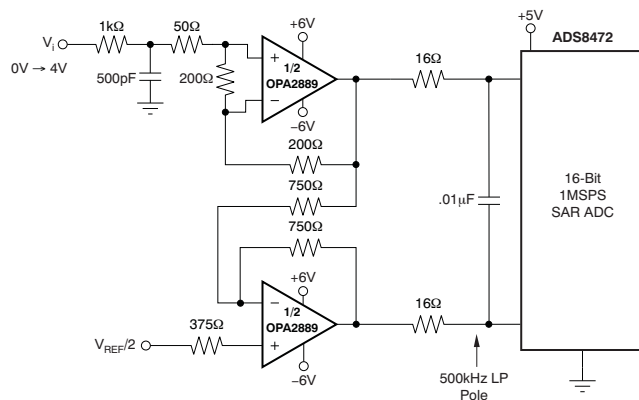 ADS8472
+5V
1kΩ
50Ω
+6V
Vi
0V → 4V
500pF
200Ω
+
1/2
OPA2889
−
−6V
16Ω
200Ω
750Ω
750Ω
.01μF
16-Bit
1MSPS
SAR ADC
+6V
−
1/2
OPA2889
+
−6V
16Ω
375Ω
VREF/2
500kHz LP
Pole